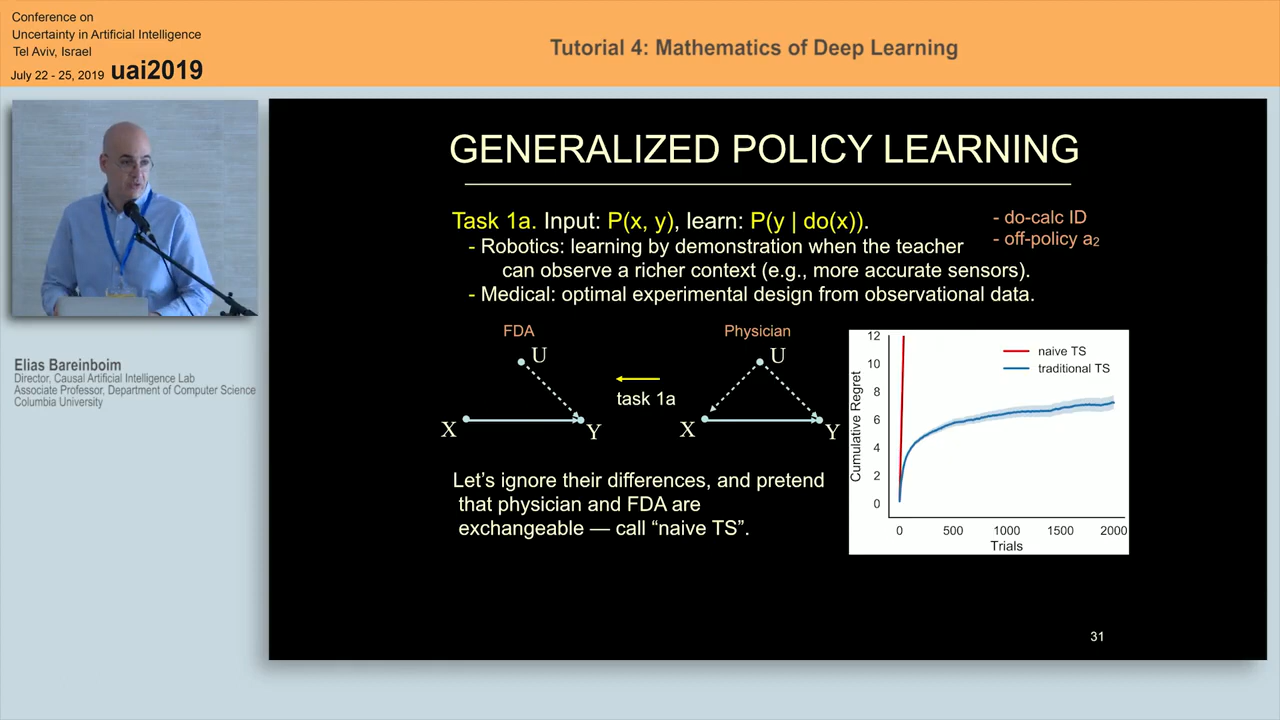 Conference on
Uncertainty in Artificial Intelligence
Tel Aviv, Israel
July 22 - 25, 2019 uai2019
Tutorial 4: Mathematics of Deep Learning
Elias Bareinboim
Director, Causal Artificial Intelligence Lab
Associate Professor, Department of Computer Science
Columbia University
GENERALIZED POLICY LEARNING
Task 1a. Input: P(x, y), learn: P(y | do(x)).
- do-calc ID
- off-policy a2
- Robotics: learning by demonstration when the teacher
can observe a richer context (e.g., more accurate sensors).
- Medical: optimal experimental design from observational data.
FDA
U
X
Y
task 1a
Physician
U
X
Y
Let's ignore their differences, and pretend
that physician and FDA are
exchangeable — call “naive TS”.
naive TS
traditional TS
Cumulative Regret
12
10
8
6
4
2
0
0 500 1000 1500 2000
Trials
31